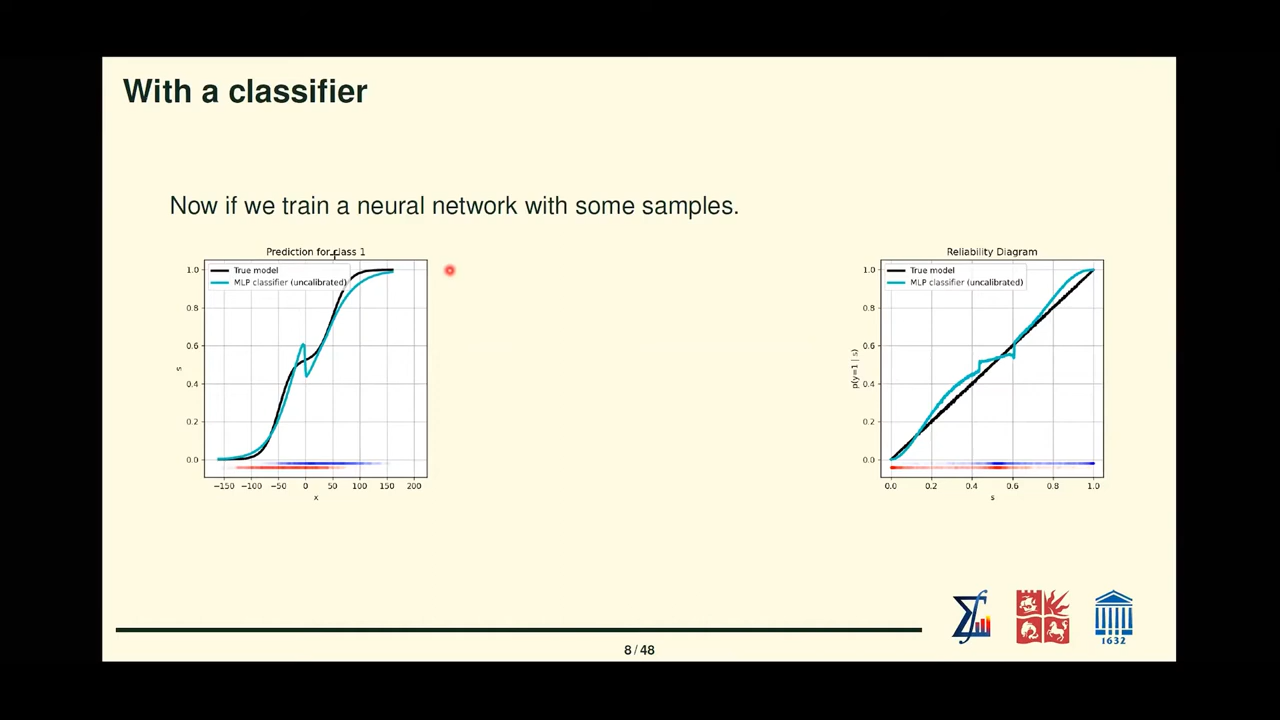 With a classifier
Now if we train a neural network with some samples.
Prediction for class 1
True model
MLP classifier (uncalibrated)
1.0
0.8
0.6
0.4
0.2
0.0
s
−150 −100 −50 0 50 100 150 200
x
Reliability Diagram
True model
MLP classifier (uncalibrated)
1.0
0.8
0.6
0.4
0.2
0.0
p(y=1 | s)
0.0 0.2 0.4 0.6 0.8 1.0
s
1632
8 / 48